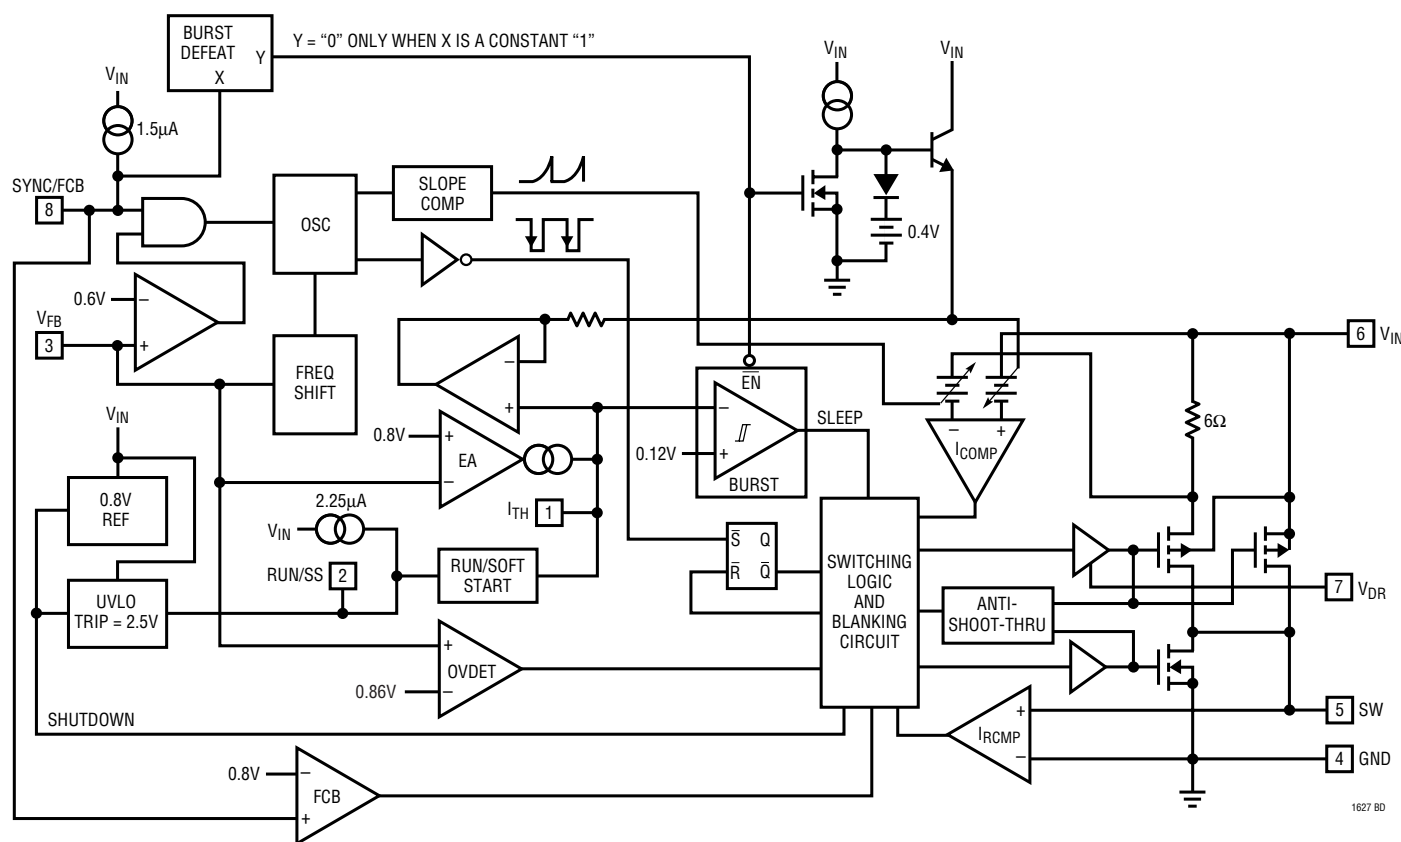 BURST
DEFEAT
Y
X
Y = “0” ONLY WHEN X IS A CONSTANT “1”
VIN
1.5µA
VIN
VIN
SYNC/FCB
8
OSC
SLOPE
COMP
0.4V
0.6V
–
+
VFB
3
FREQ
SHIFT
–
+
EN
–
+
BURST
SLEEP
0.12V
–
+
ICOMP
6
VIN
6Ω
VIN
0.8V
REF
0.8V
+
–
EA
2.25µA
VIN
ITH
1
RUN/SS
2
RUN/SOFT
START
UVLO
TRIP = 2.5V
S
Q
R
Q
SWITCHING
LOGIC
AND
BLANKING
CIRCUIT
ANTI-
SHOOT-THRU
7
VDR
+
–
OVDET
0.86V
SHUTDOWN
+
–
IRCMP
5
SW
4
GND
0.8V
–
+
FCB
1627 BD